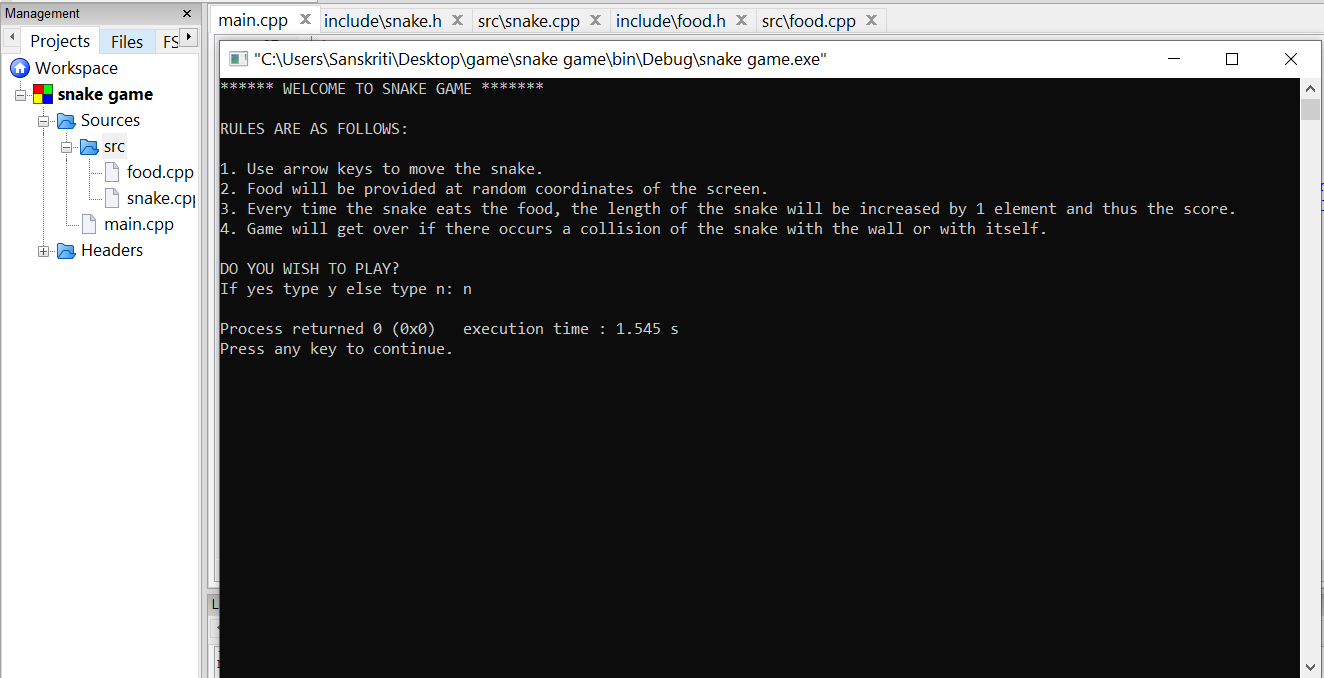 Management
Projects Files FS
Workspace
snake game
Sources
src
food.cpp
snake.cpp
main.cpp
Headers
main.cpp include\snake.h src\snake.cpp include\food.h src\food.cpp
"C:\Users\Sanskriti\Desktop\game\snake game\bin\Debug\snake game.exe"
****** WELCOME TO SNAKE GAME *******
RULES ARE AS FOLLOWS:
1. Use arrow keys to move the snake.
2. Food will be provided at random coordinates of the screen.
3. Every time the snake eats the food, the length of the snake will be increased by 1 element and thus the score.
4. Game will get over if there occurs a collision of the snake with the wall or with itself.
DO YOU WISH TO PLAY?
If yes type y else type n: n
Process returned 0 (0x0)   execution time : 1.545 s
Press any key to continue.